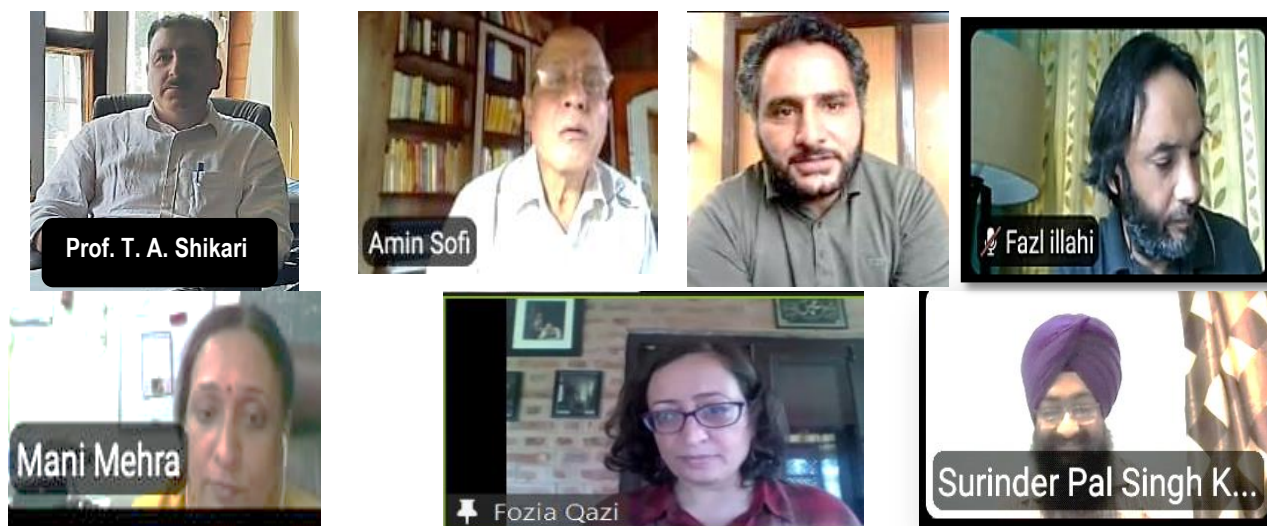 Prof. T. A. Shikari
Amin Sofi
Fazl illahi
Mani Mehra
Fozia Qazi
Surinder Pal Singh K...